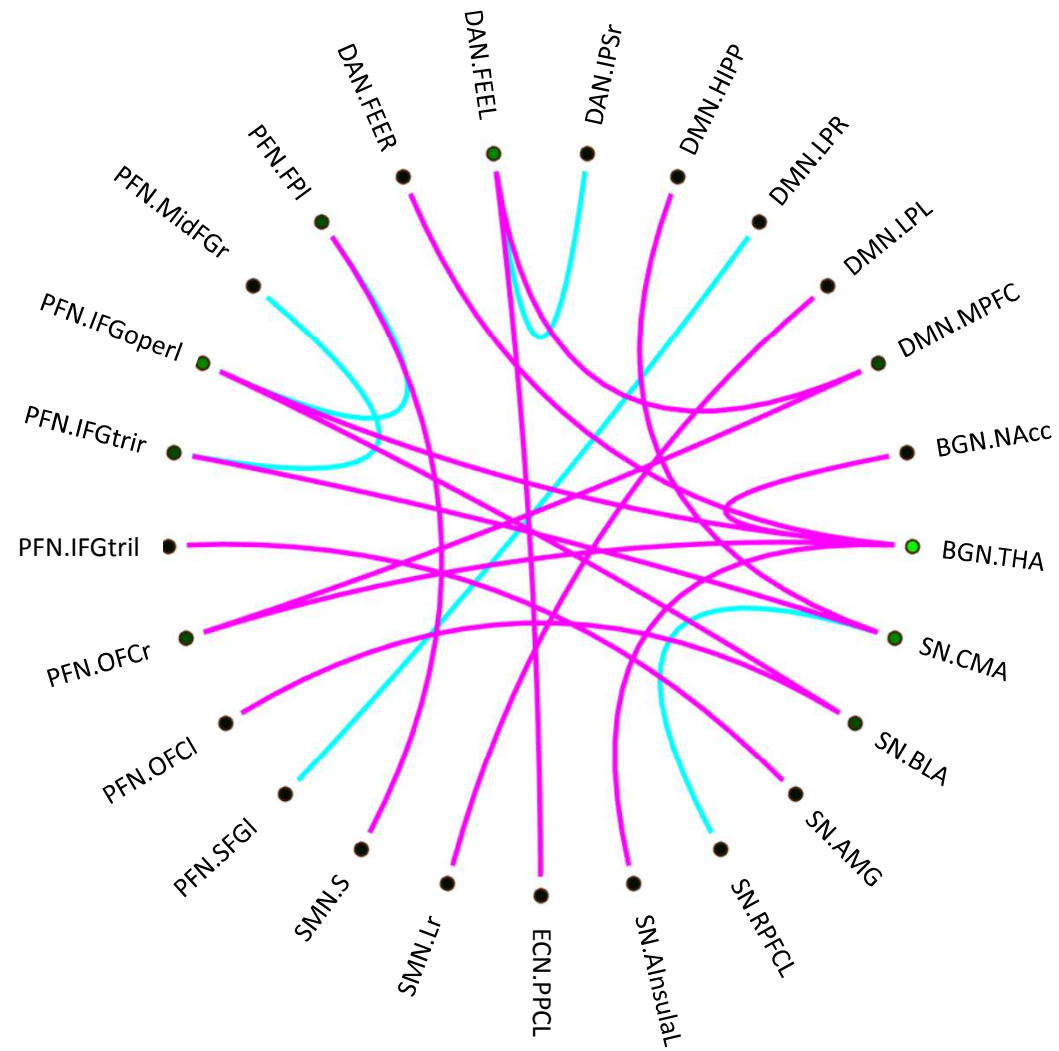 DAN.FEEL
DAN.IPSr
DMN.HIPP
DMN.LPR
DMN.LPL
DMN.MPFC
BGN.NAcc
BGN.THA
SN.CMA
SN.BLA
SN.AMG
SN.RPFCL
SN.AInsulaL
ECN.PPCL
SMN.Lr
SMN.S
PFN.SFGl
PFN.OFCl
PFN.OFCr
PFN.IFGtril
PFN.IFGtrir
PFN.IFGoperl
PFN.MidFGr
PFN.FPl
DAN.FEER